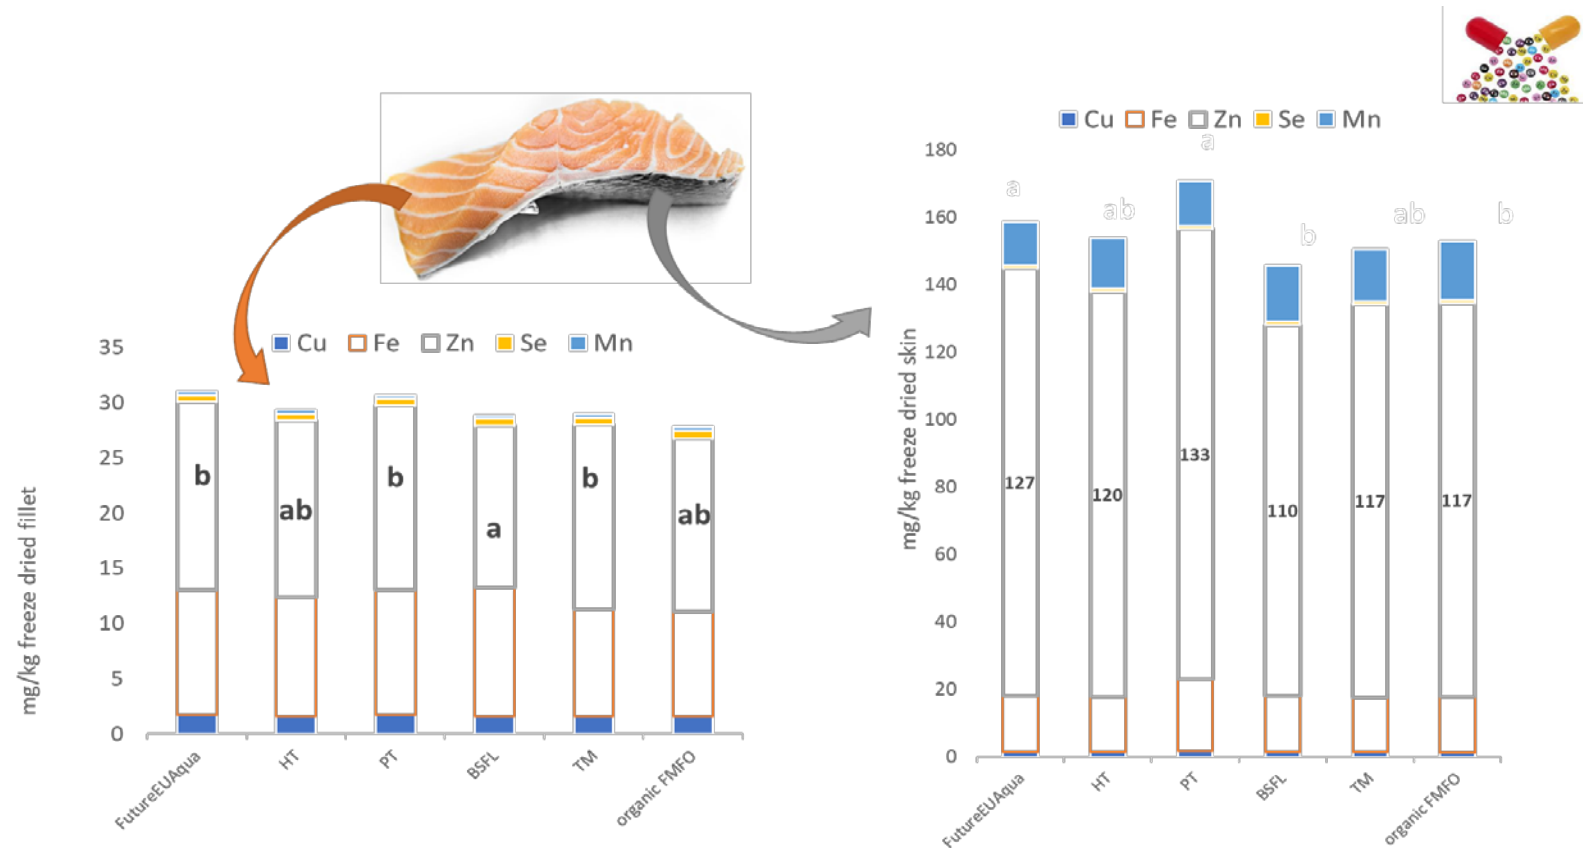 Cu Fe Zn Se Mn
35
30
25
20
15
10
5
0
mg/kg freeze dried fillet
b
ab
b
a
b
ab
FutureEUAqua
HT
PT
BSFL
TM
organic FMFO
Cu Fe Zn Se Mn
180
160
140
120
100
80
60
40
20
0
mg/kg freeze dried skin
a
ab
a
b
ab
b
127
120
133
110
117
117
FutureEUAqua
HT
PT
BSFL
TM
organic FMFO